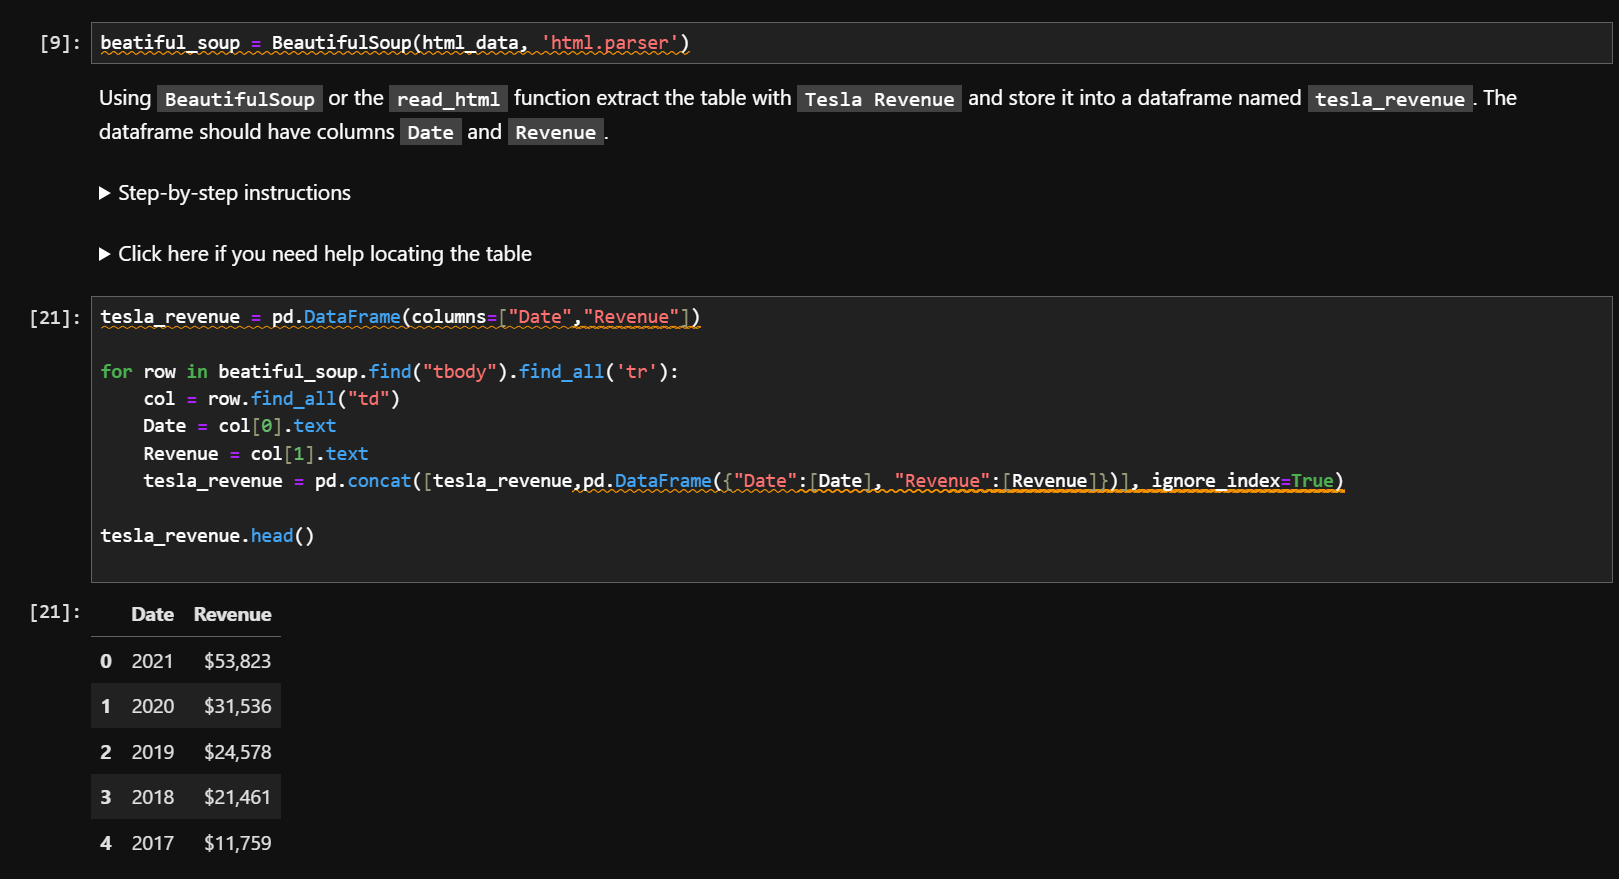 [9]: beatiful_soup = BeautifulSoup(html_data, 'html.parser')
Using BeautifulSoup or the read_html function extract the table with Tesla Revenue and store it into a dataframe named tesla_revenue. The
dataframe should have columns Date and Revenue.
▶ Step-by-step instructions
▶ Click here if you need help locating the table
[21]: tesla_revenue = pd.DataFrame(columns=["Date","Revenue"])
for row in beatiful_soup.find("tbody").find_all('tr'):
    col = row.find_all("td")
    Date = col[0].text
    Revenue = col[1].text
    tesla_revenue = pd.concat([tesla_revenue,pd.DataFrame({"Date":[Date], "Revenue":[Revenue]})], ignore_index=True)
tesla_revenue.head()
[21]: Date Revenue
0 2021 $53,823
1 2020 $31,536
2 2019 $24,578
3 2018 $21,461
4 2017 $11,759